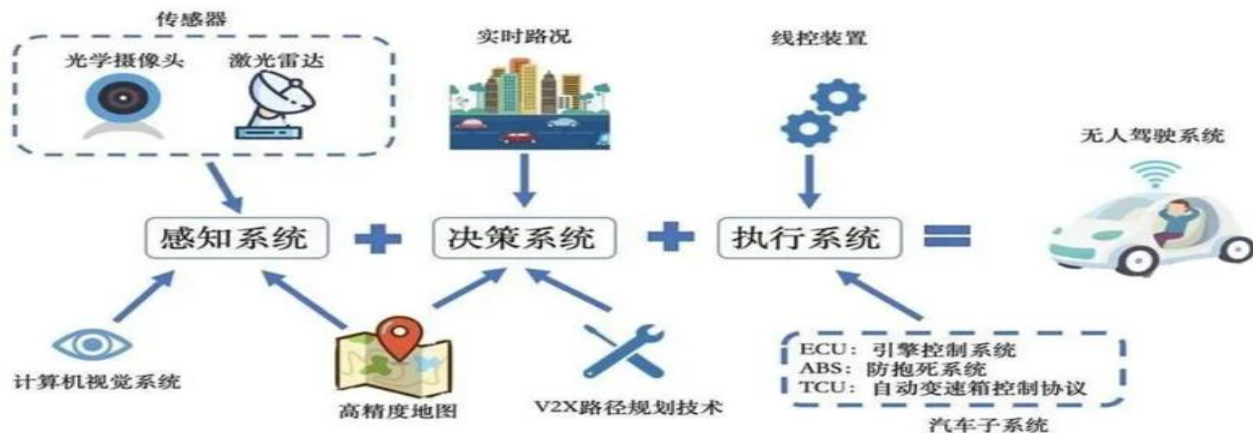 传感器
光学摄像头
激光雷达
实时路况
线控装置
无人驾驶系统
感知系统
决策系统
执行系统
计算机视觉系统
高精度地图
V2X路径规划技术
ECU：引擎控制系统
ABS：防抱死系统
TCU：自动变速箱控制协议
汽车子系统